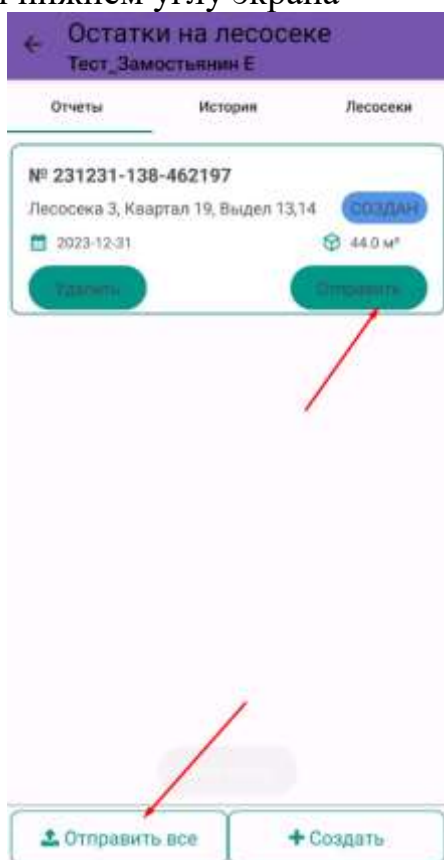 нижнем углу экрана
Остатки на лесосеке
Тест_Замостьянин Е
Отчеты История Лесосеки
№ 231231-138-462197
Лесосека 3, Квартал 19, Выдел 13,14 СОЗДАН
2023-12-31 44.0 м³
Удалить Отправить
Отправить все + Создать